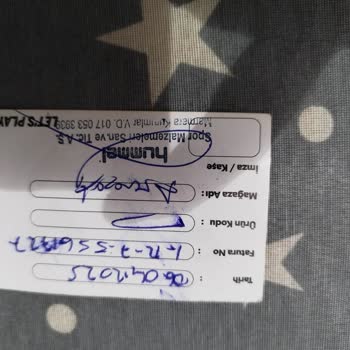 Tarih : 06.04.2025
Fatura No :
Ürün Kodu :
Mağaza Adı :
İmza / Kaşe
hummel
Spor Malzemeleri San.ve Tic. A.Ş.
Marmara Kurumlar V.D. 017 053 3939
LET'S PLAY